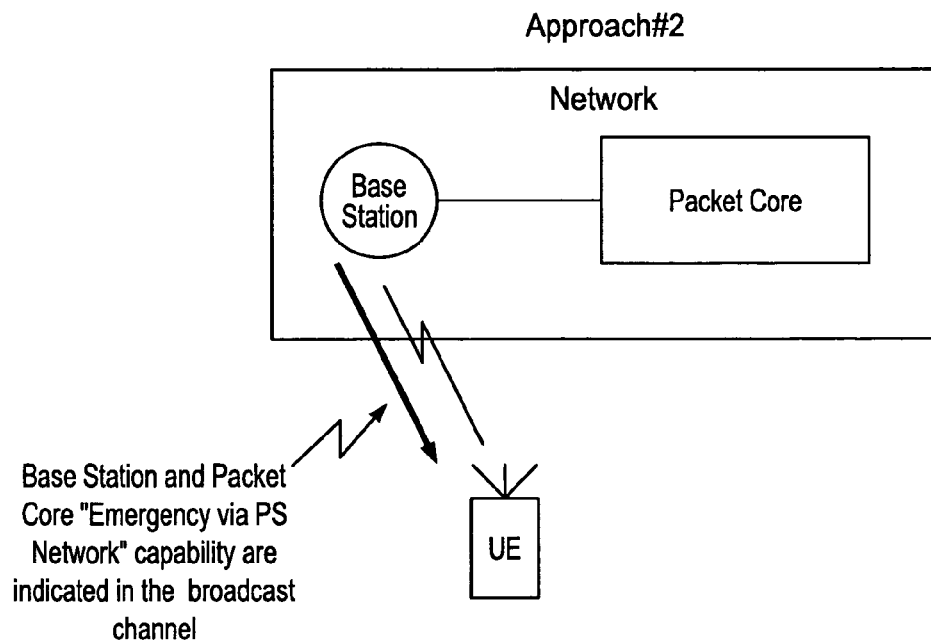 Approach#2
Network
Base
Station
Packet Core
Base Station and Packet
Core "Emergency via PS
Network" capability are
indicated in the broadcast
channel
UE